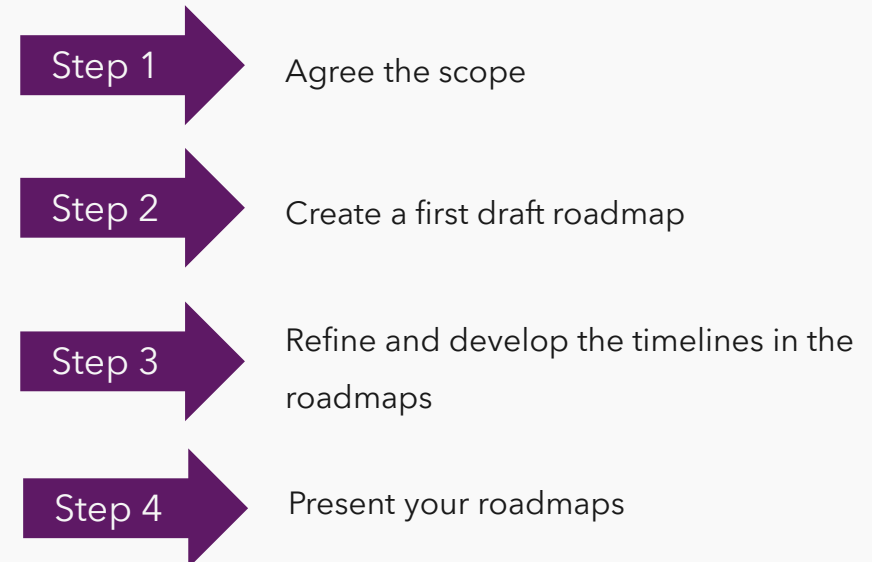 Step 1
Agree the scope
Step 2
Create a first draft roadmap
Step 3
Refine and develop the timelines in the
roadmaps
Step 4
Present your roadmaps